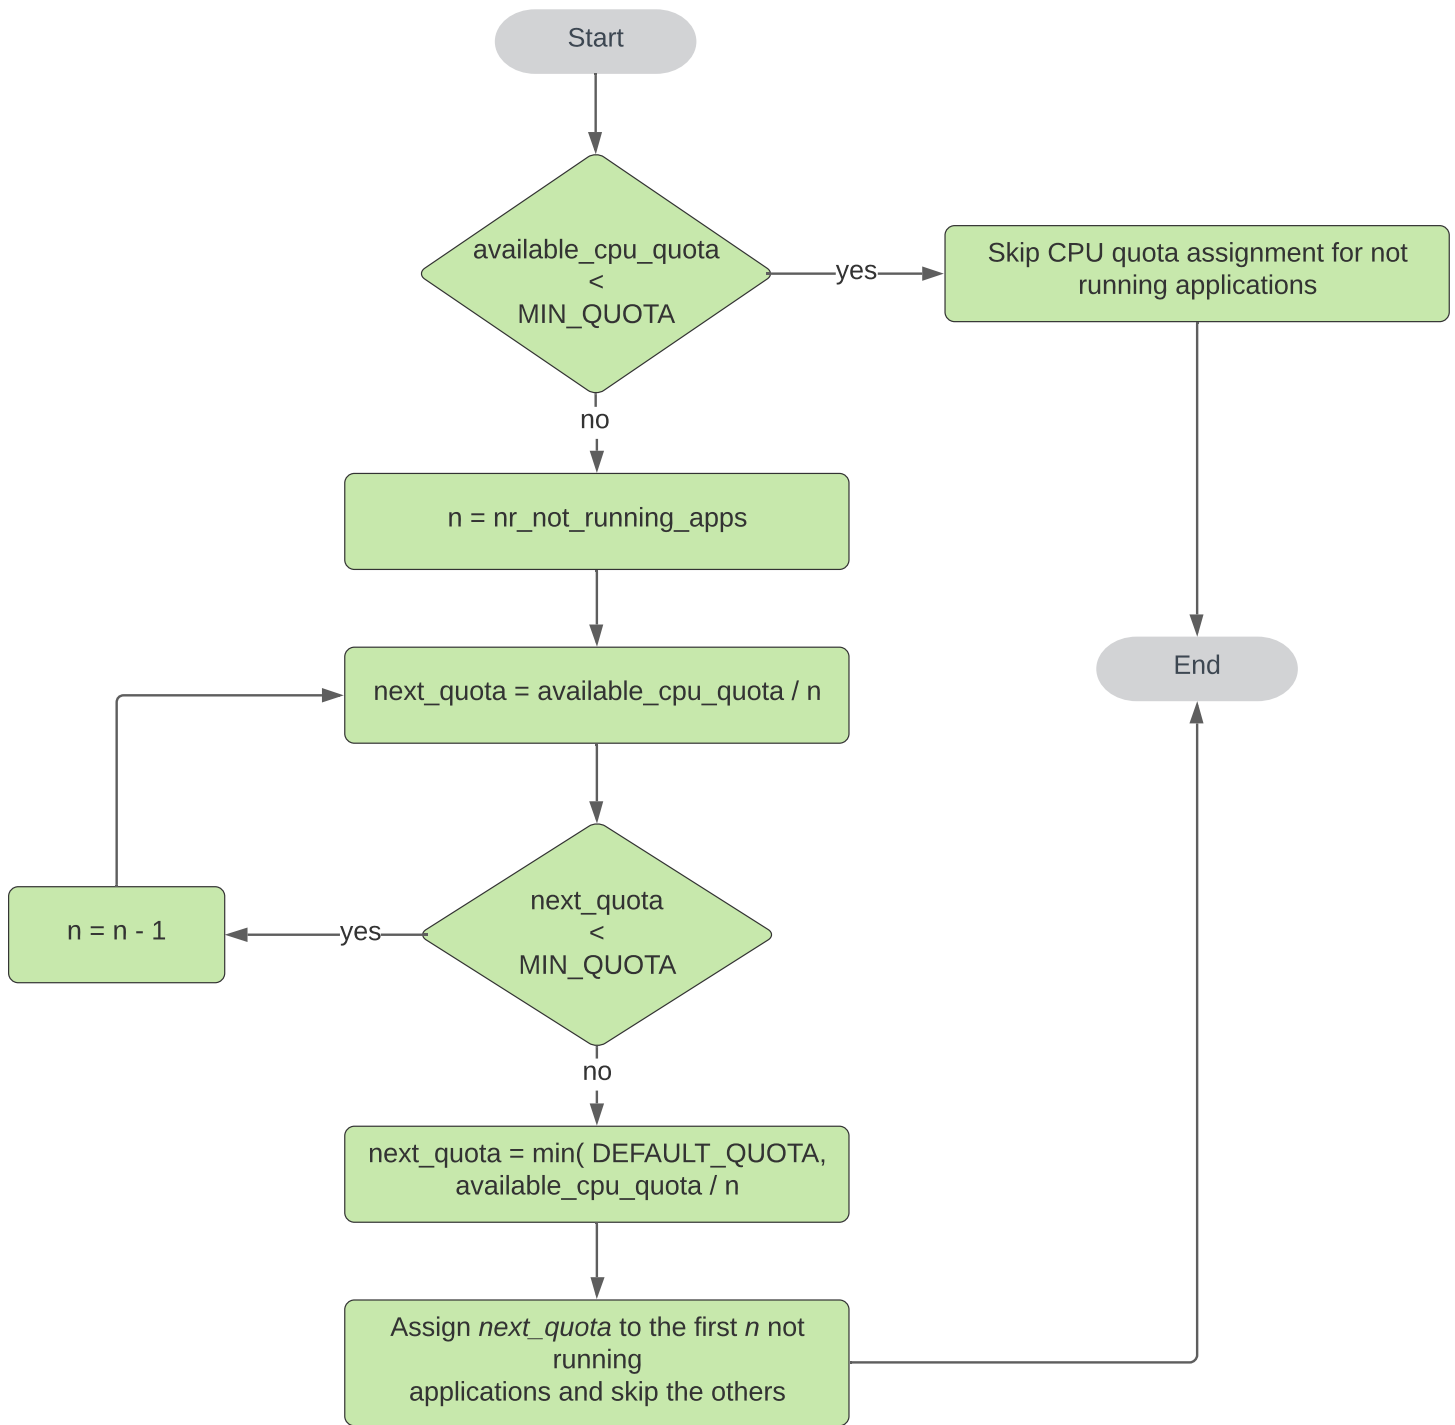 Start
available_cpu_quota
<
MIN_QUOTA
yes
Skip CPU quota assignment for not
running applications
no
n = nr_not_running_apps
next_quota = available_cpu_quota / n
End
next_quota
<
MIN_QUOTA
yes
n = n - 1
no
next_quota = min( DEFAULT_QUOTA,
available_cpu_quota / n
Assign next_quota to the first n not
running
applications and skip the others